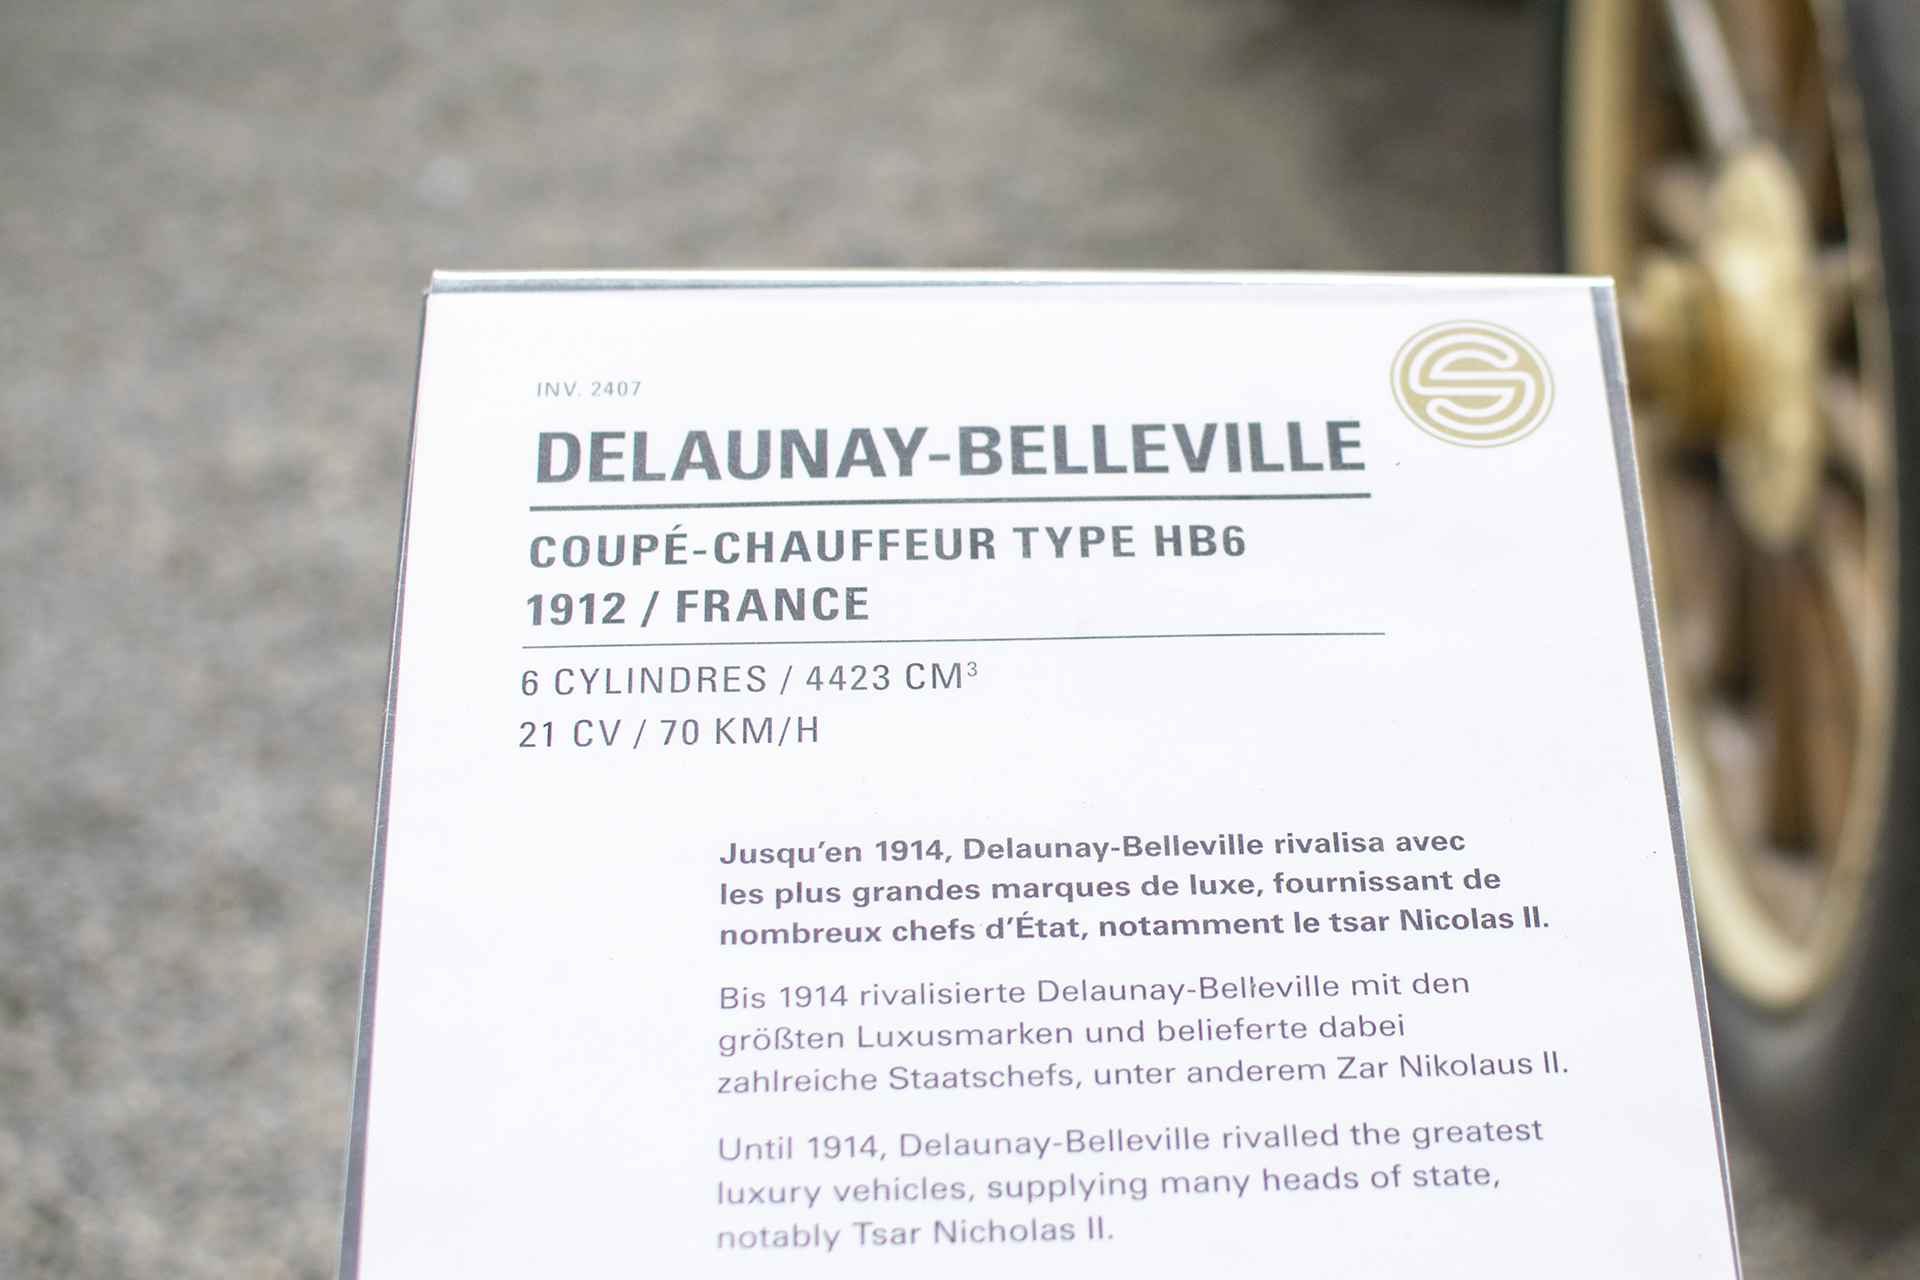 INV. 2407
DELAUNAY-BELLEVILLE
COUPÉ-CHAUFFEUR TYPE HB6
1912 / FRANCE
6 CYLINDRES / 4423 CM³
21 CV / 70 KM/H
Jusqu'en 1914, Delaunay-Belleville rivalisa avec
les plus grandes marques de luxe, fournissant de
nombreux chefs d'État, notamment le tsar Nicolas II.
Bis 1914 rivalisierte Delaunay-Belleville mit den
größten Luxusmarken und belieferte dabei
zahlreiche Staatschefs, unter anderem Zar Nikolaus II.
Until 1914, Delaunay-Belleville rivalled the greatest
luxury vehicles, supplying many heads of state,
notably Tsar Nicholas II.